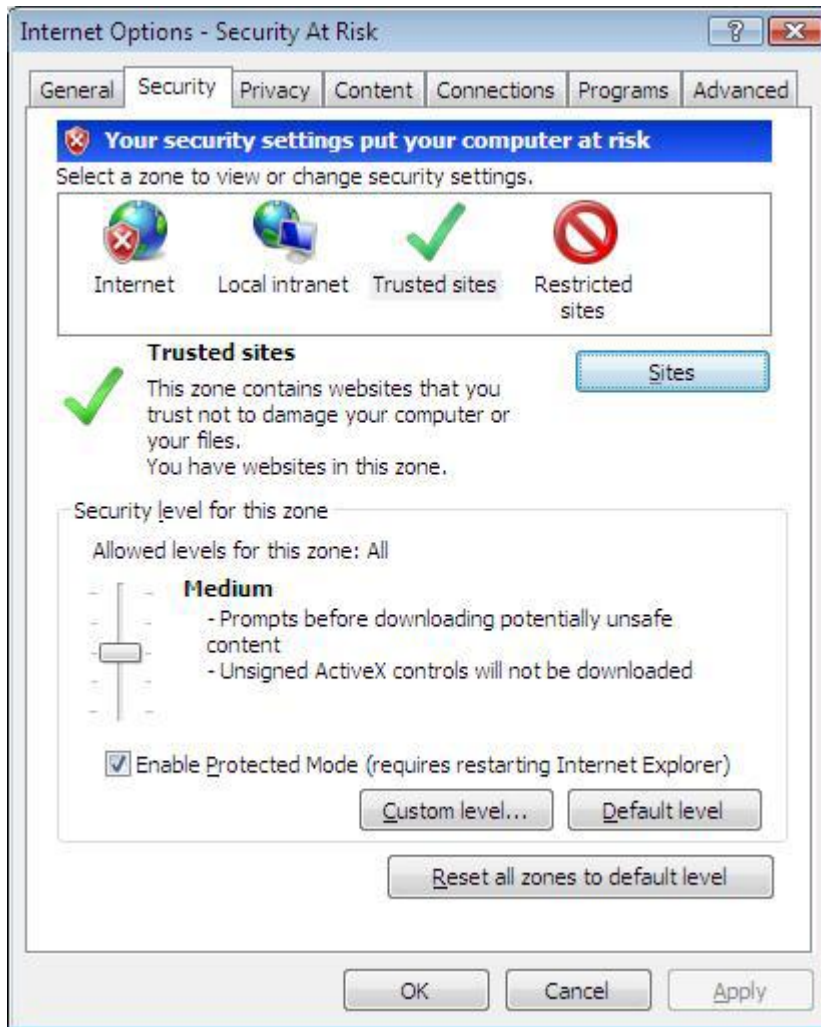 Internet Options - Security At Risk
General Security Privacy Content Connections Programs Advanced
Your security settings put your computer at risk
Select a zone to view or change security settings.
Internet Local intranet Trusted sites Restricted
sites
Trusted sites
Sites
This zone contains websites that you
trust not to damage your computer or
your files.
You have websites in this zone.
Security level for this zone
Allowed levels for this zone: All
Medium
- Prompts before downloading potentially unsafe
content
- Unsigned ActiveX controls will not be downloaded
Enable Protected Mode (requires restarting Internet Explorer)
Custom level... Default level
Reset all zones to default level
OK Cancel Apply